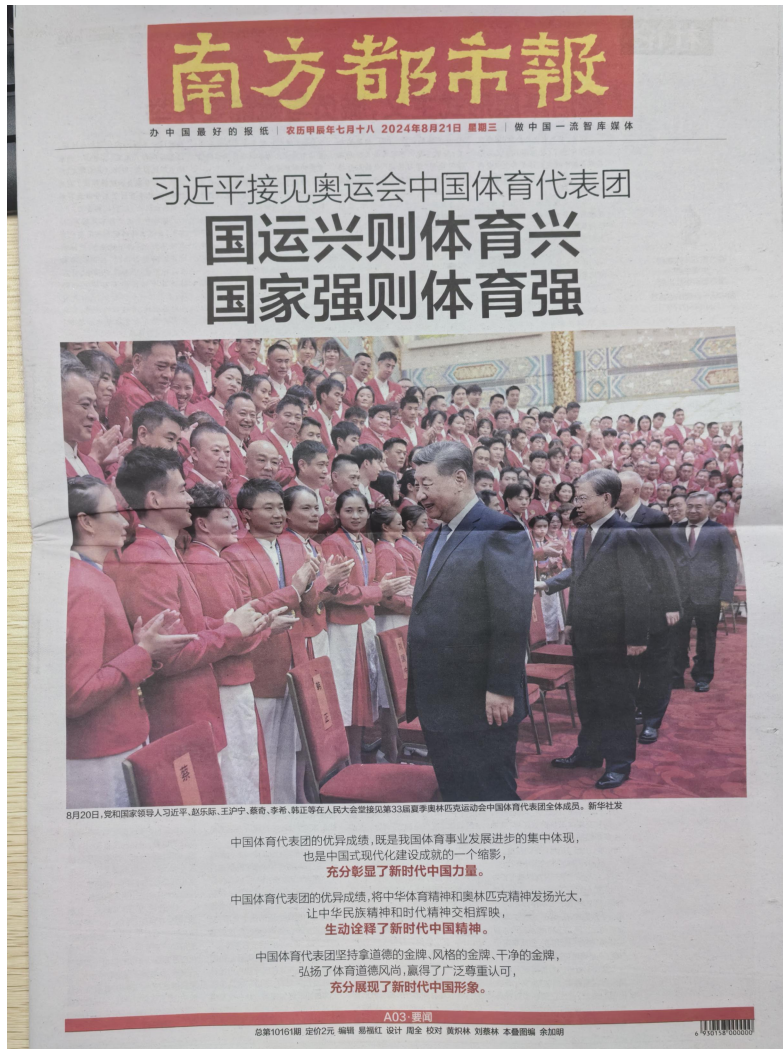 南方都市報
办中国最好的报纸 | 农历甲辰年七月十八 2024年8月21日 星期三 | 做中国一流智库媒体
习近平接见奥运会中国体育代表团
国运兴则体育兴
国家强则体育强
蔡
8月20日，党和国家领导人习近平、赵乐际、王沪宁、蔡奇、李希、韩正等在人民大会堂接见第33届夏季奥林匹克运动会中国体育代表团全体成员。 新华社发
中国体育代表团的优异成绩，既是我国体育事业发展进步的集中体现，
也是中国式现代化建设成就的一个缩影，
充分彰显了新时代中国力量。
中国体育代表团的优异成绩，将中华体育精神和奥林匹克精神发扬光大，
让中华民族精神和时代精神交相辉映，
生动诠释了新时代中国精神。
中国体育代表团坚持拿道德的金牌、风格的金牌、干净的金牌，
弘扬了体育道德风尚，赢得了广泛尊重认可，
充分展现了新时代中国形象。
A03·要闻
总第10161期 定价2元 编辑 易福红 设计 周全 校对 黄炽林 刘蔡林 本叠图编 余加明
6 930158 000000